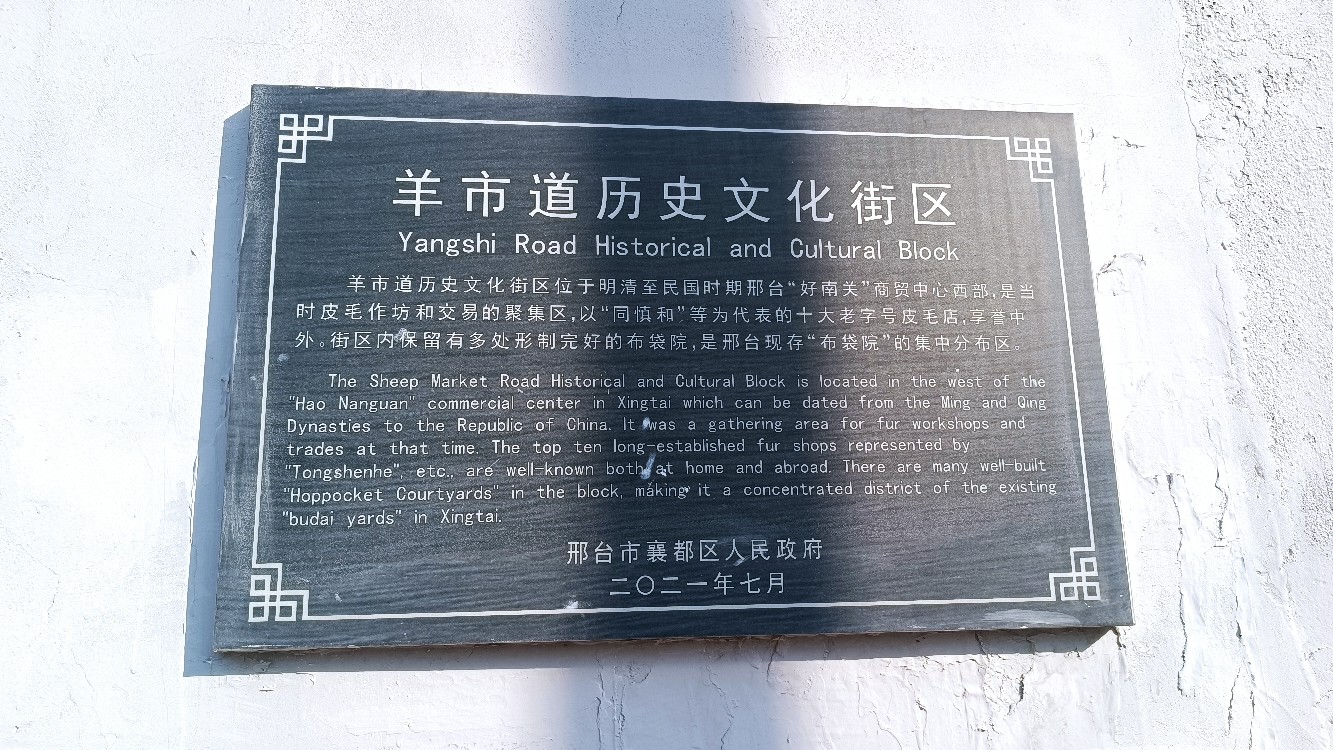 羊市道历史文化街区
Yangshi Road Historical and Cultural Block
羊市道历史文化街区位于明清至民国时期邢台“好南关”商贸中心西部,是当
时皮毛作坊和交易的聚集区,以“同慎和”等为代表的十大老字号皮毛店,享誉中
外。街区内保留有多处形制完好的布袋院,是邢台现存“布袋院”的集中分布区。
The Sheep Market Road Historical and Cultural Block is located in the west of the
"Hao Nanguan" commercial center in Xingtai which can be dated from the Ming and Qing
Dynasties to the Republic of China. It was a gathering area for fur workshops and
trades at that time. The top ten long-established fur shops represented by
"Tongshenhe", etc., are well-known both at home and abroad. There are many well-built
"Hoppocket Courtyards" in the block, making it a concentrated district of the existing
"budai yards" in Xingtai.
邢台市襄都区人民政府
二〇二一年七月